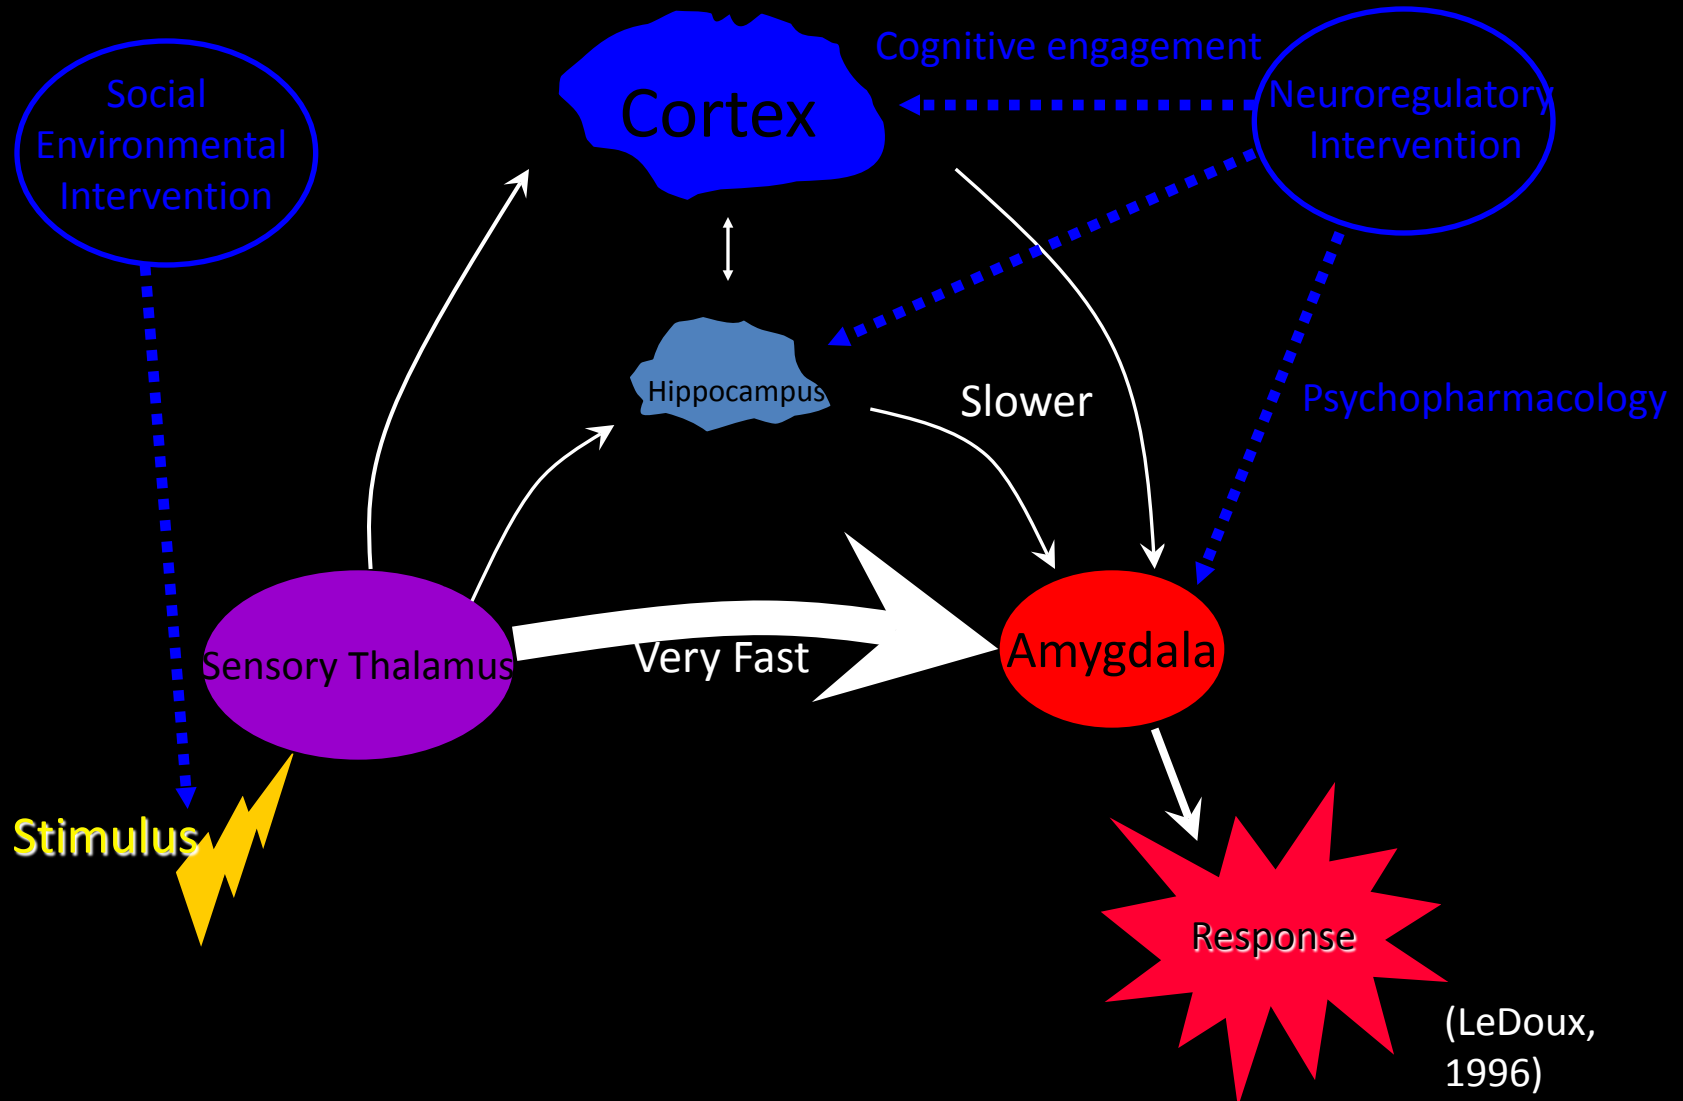 Social
Environmental
Intervention
Cortex
Cognitive engagement
Neuroregulatory
Intervention
Hippocampus
Slower
Psychopharmacology
Sensory Thalamus
Very Fast
Amygdala
Stimulus
Response
(LeDoux,
1996)